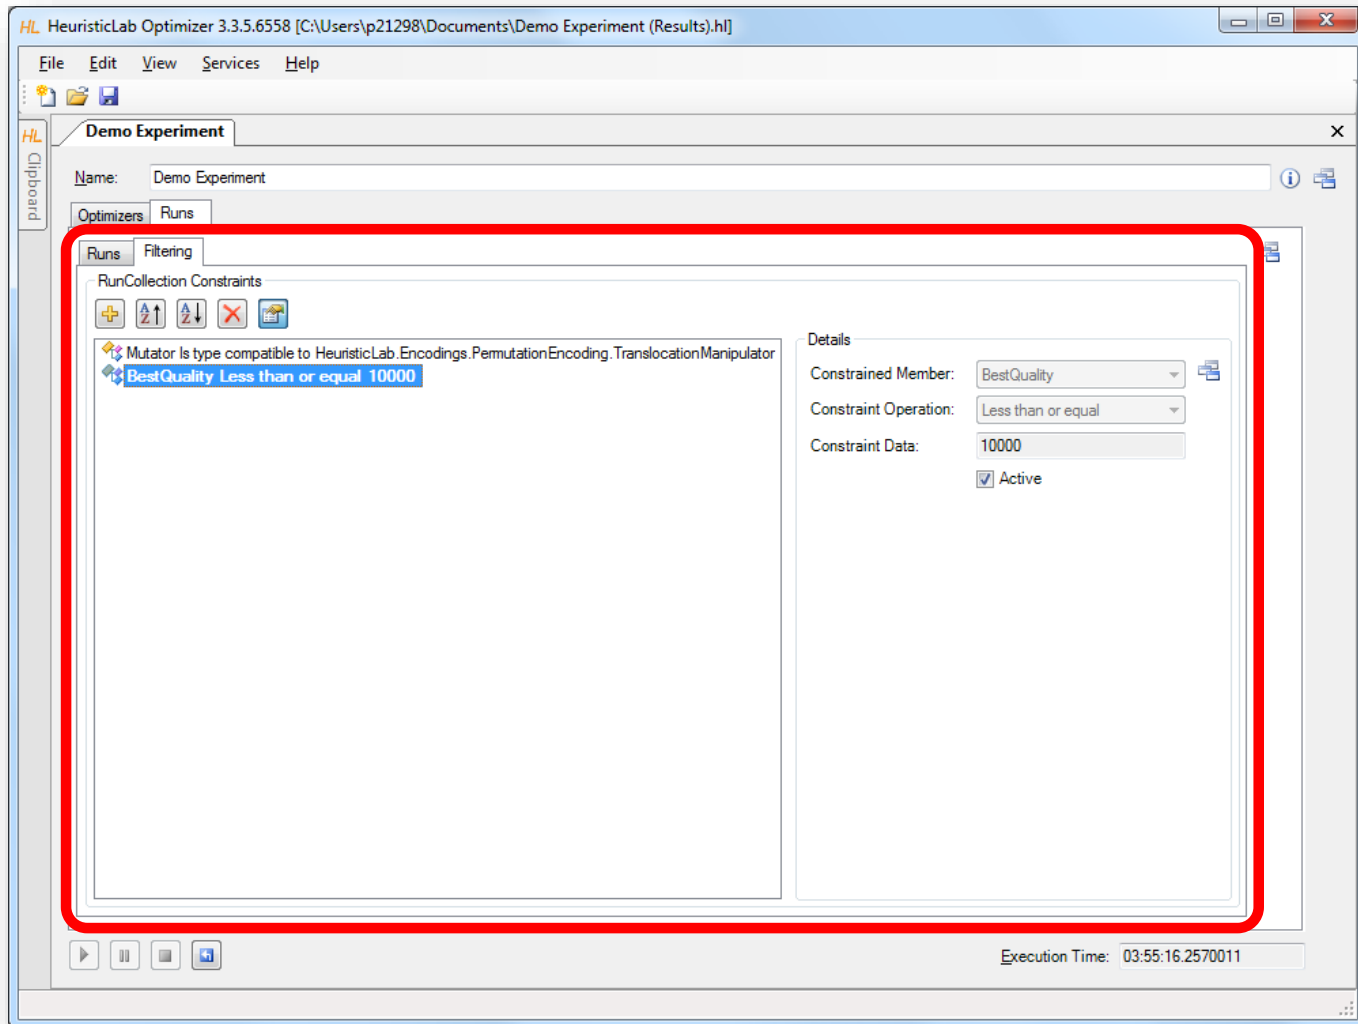 HL HeuristicLab Optimizer 3.3.5.6558 [C:\Users\p21298\Documents\Demo Experiment (Results).hl]
File Edit View Services Help
HL Clipboard
Demo Experiment
Name: Demo Experiment
Optimizers Runs
Runs Filtering
RunCollection Constraints
Mutator Is type compatible to HeuristicLab.Encodings.PermutationEncoding.TranslocationManipulator
BestQuality Less than or equal 10000
Details
Constrained Member: BestQuality
Constraint Operation: Less than or equal
Constraint Data: 10000
Active
Execution Time: 03:55:16.2570011